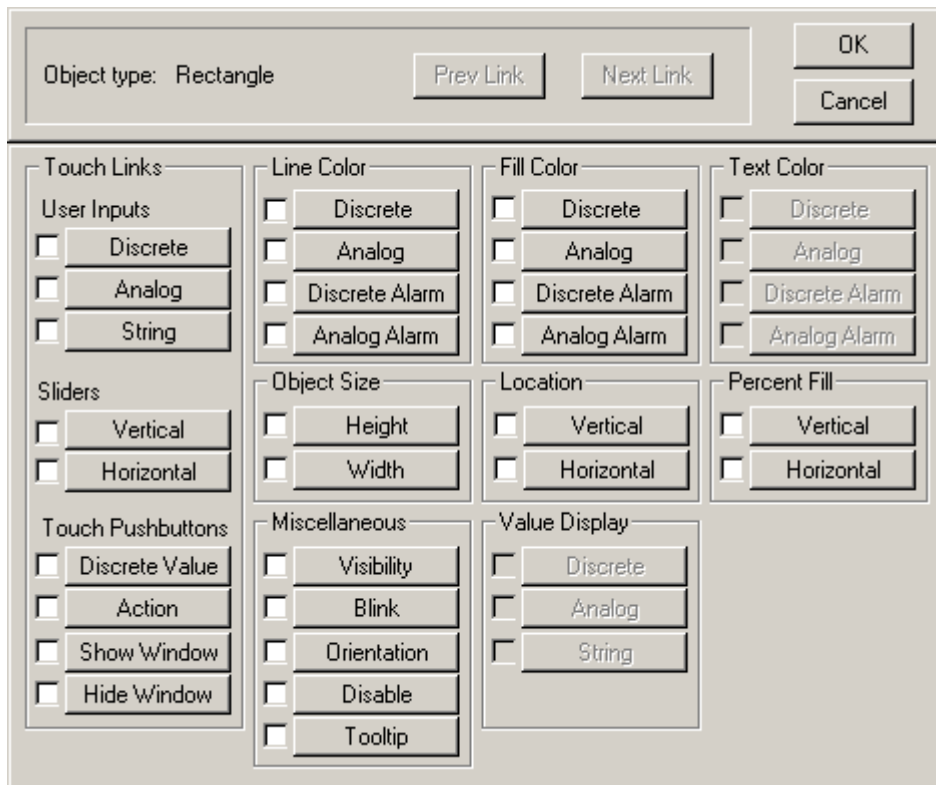 Object type: Rectangle
Prev Link
Next Link
OK
Cancel
Touch Links
User Inputs
Discrete
Analog
String
Sliders
Vertical
Horizontal
Touch Pushbuttons
Discrete Value
Action
Show Window
Hide Window
Line Color
Discrete
Analog
Discrete Alarm
Analog Alarm
Object Size
Height
Width
Miscellaneous
Visibility
Blink
Orientation
Disable
Tooltip
Fill Color
Discrete
Analog
Discrete Alarm
Analog Alarm
Location
Vertical
Horizontal
Value Display
Discrete
Analog
String
Text Color
Discrete
Analog
Discrete Alarm
Analog Alarm
Percent Fill
Vertical
Horizontal